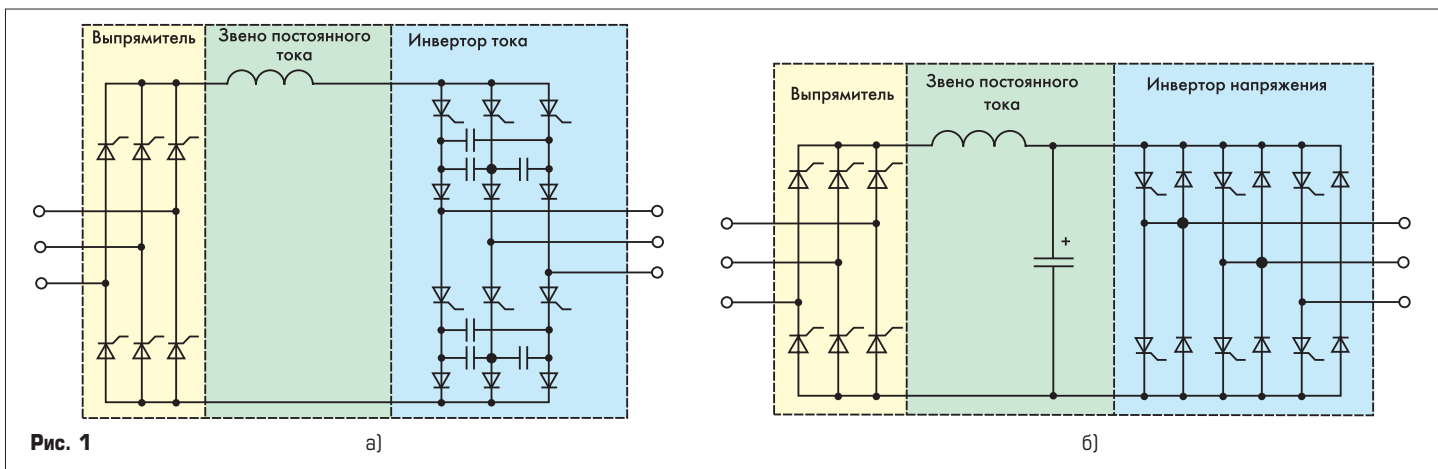 Выпрямитель
Звено постоянного
тока
Инвертор тока
Выпрямитель
Звено постоянного
тока
Инвертор напряжения
+
Рис. 1
а)
б)